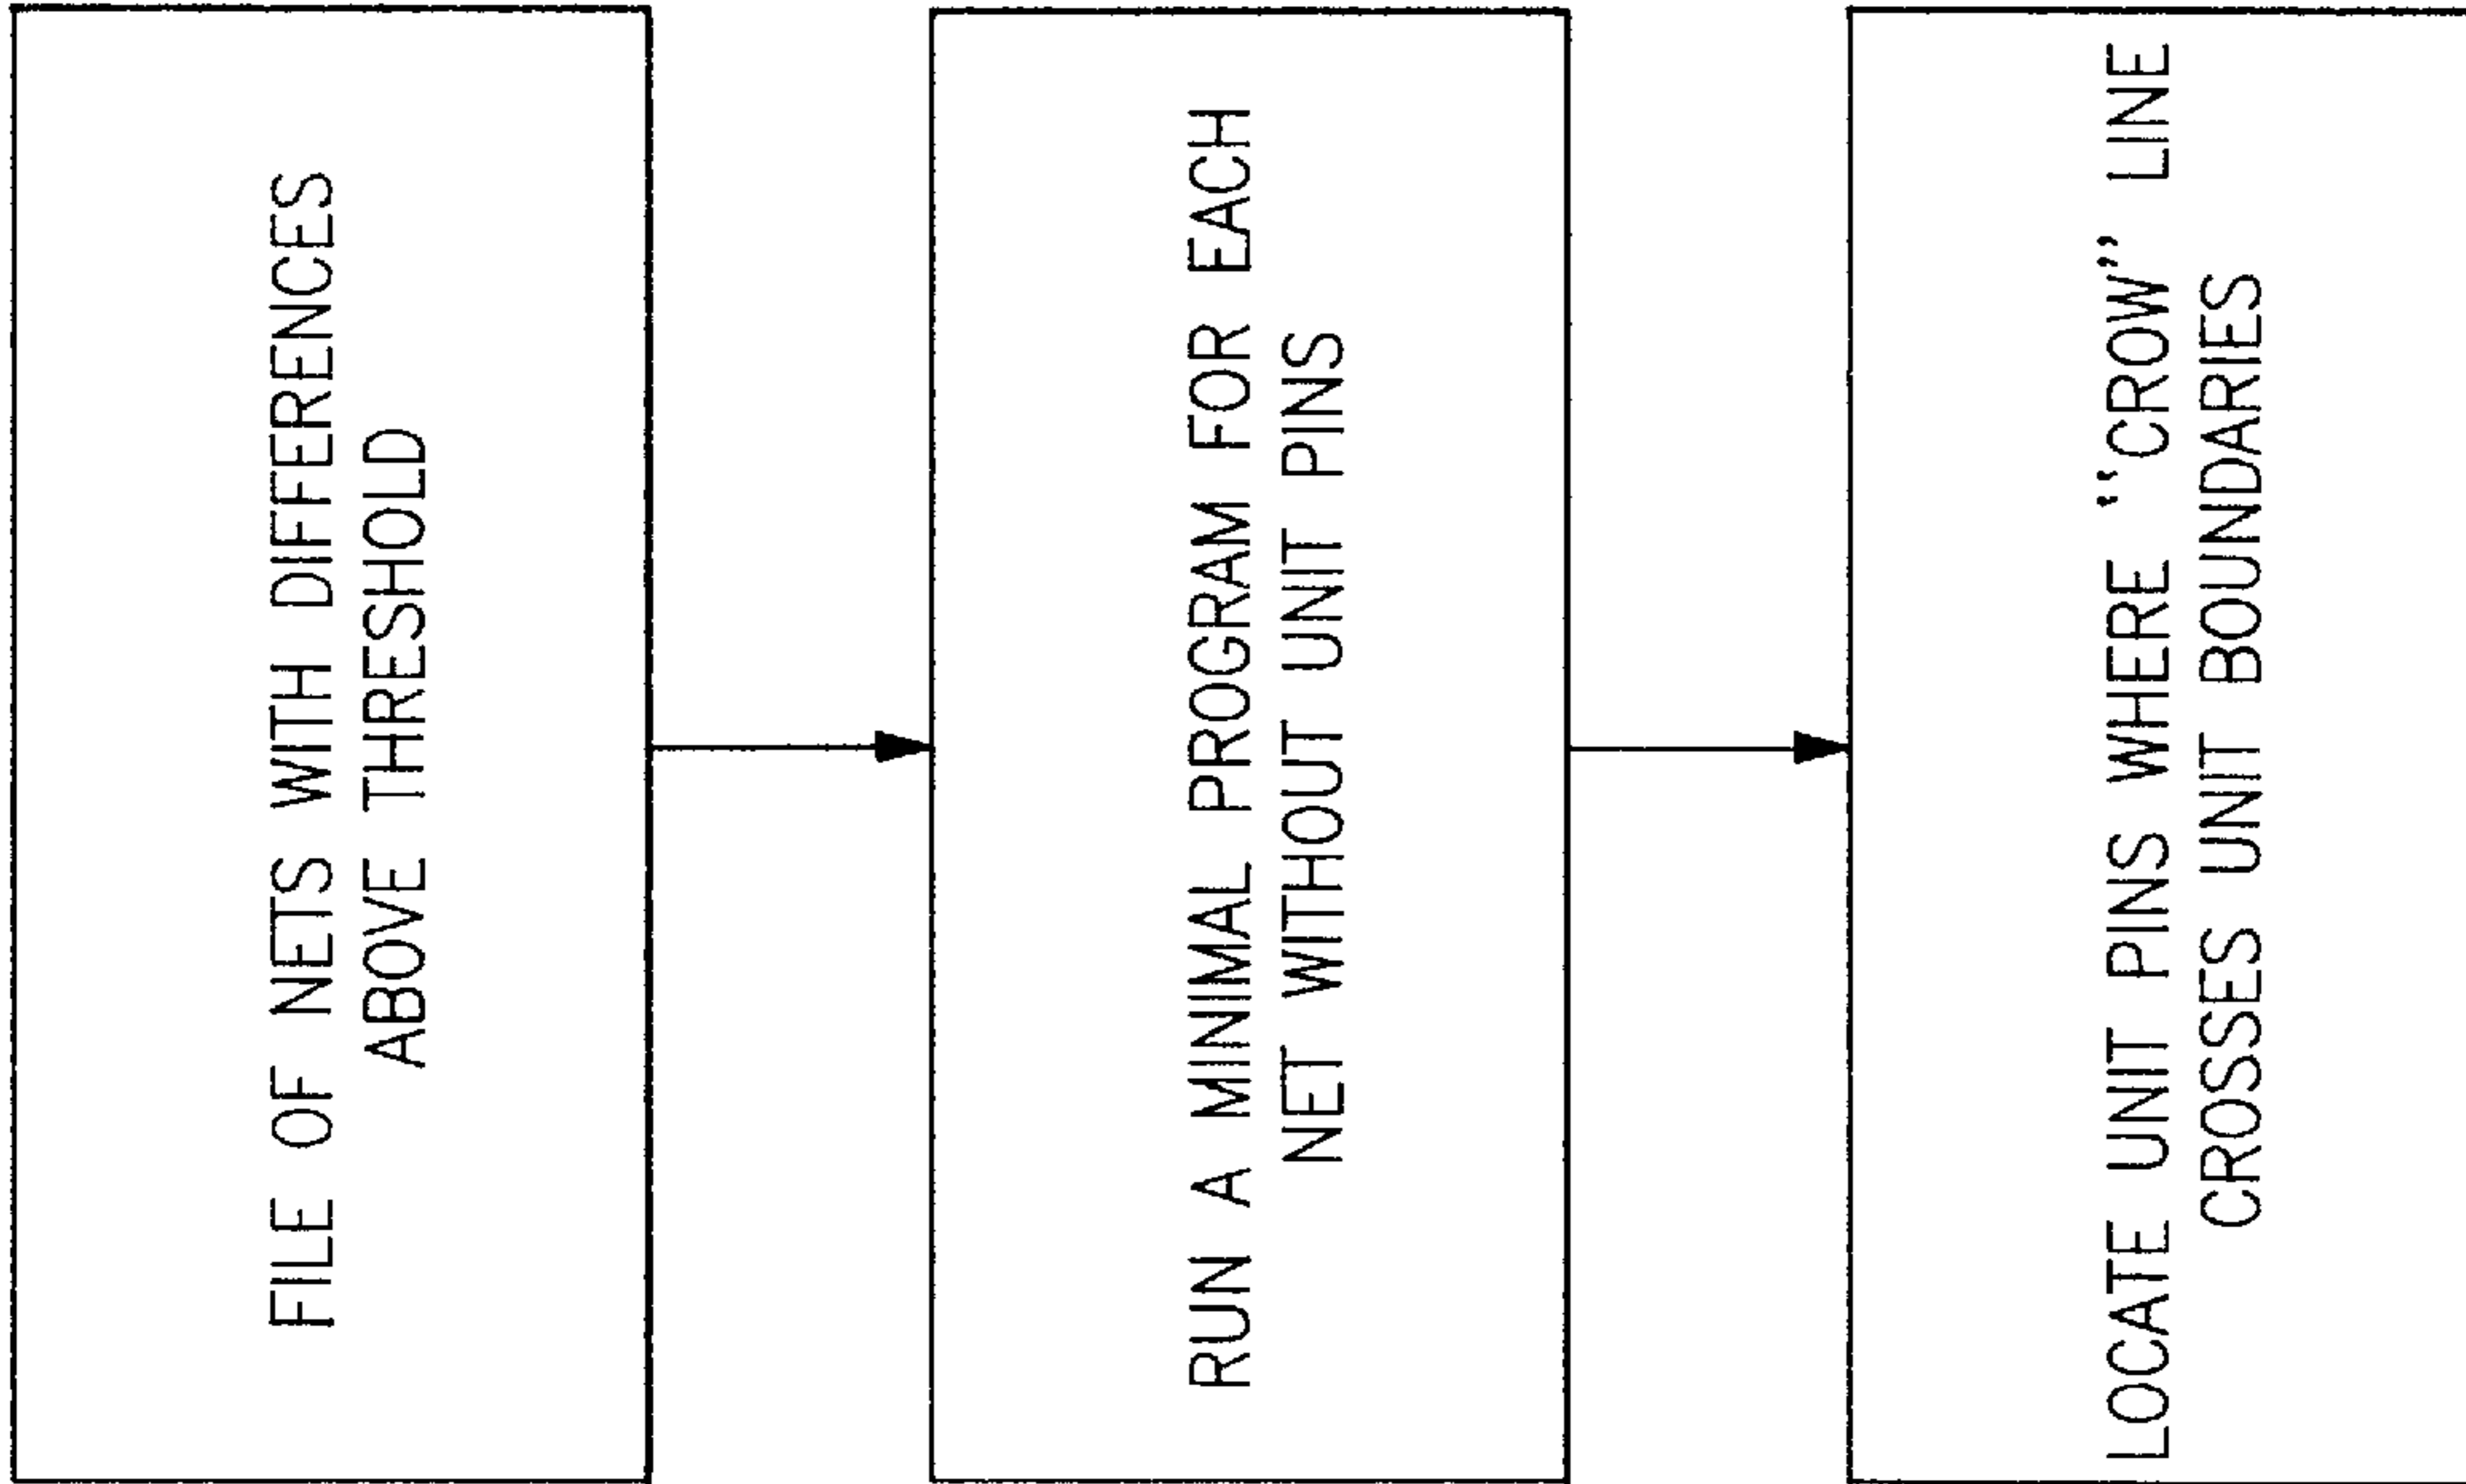 FILE OF NETS WITH DIFFERENCES
ABOVE THRESHOLD
RUN A MINIMAL PROGRAM FOR EACH
NET WITHOUT UNIT PINS
LOCATE UNIT PINS WHERE "CROW" LINE
CROSSES UNIT BOUNDARIES